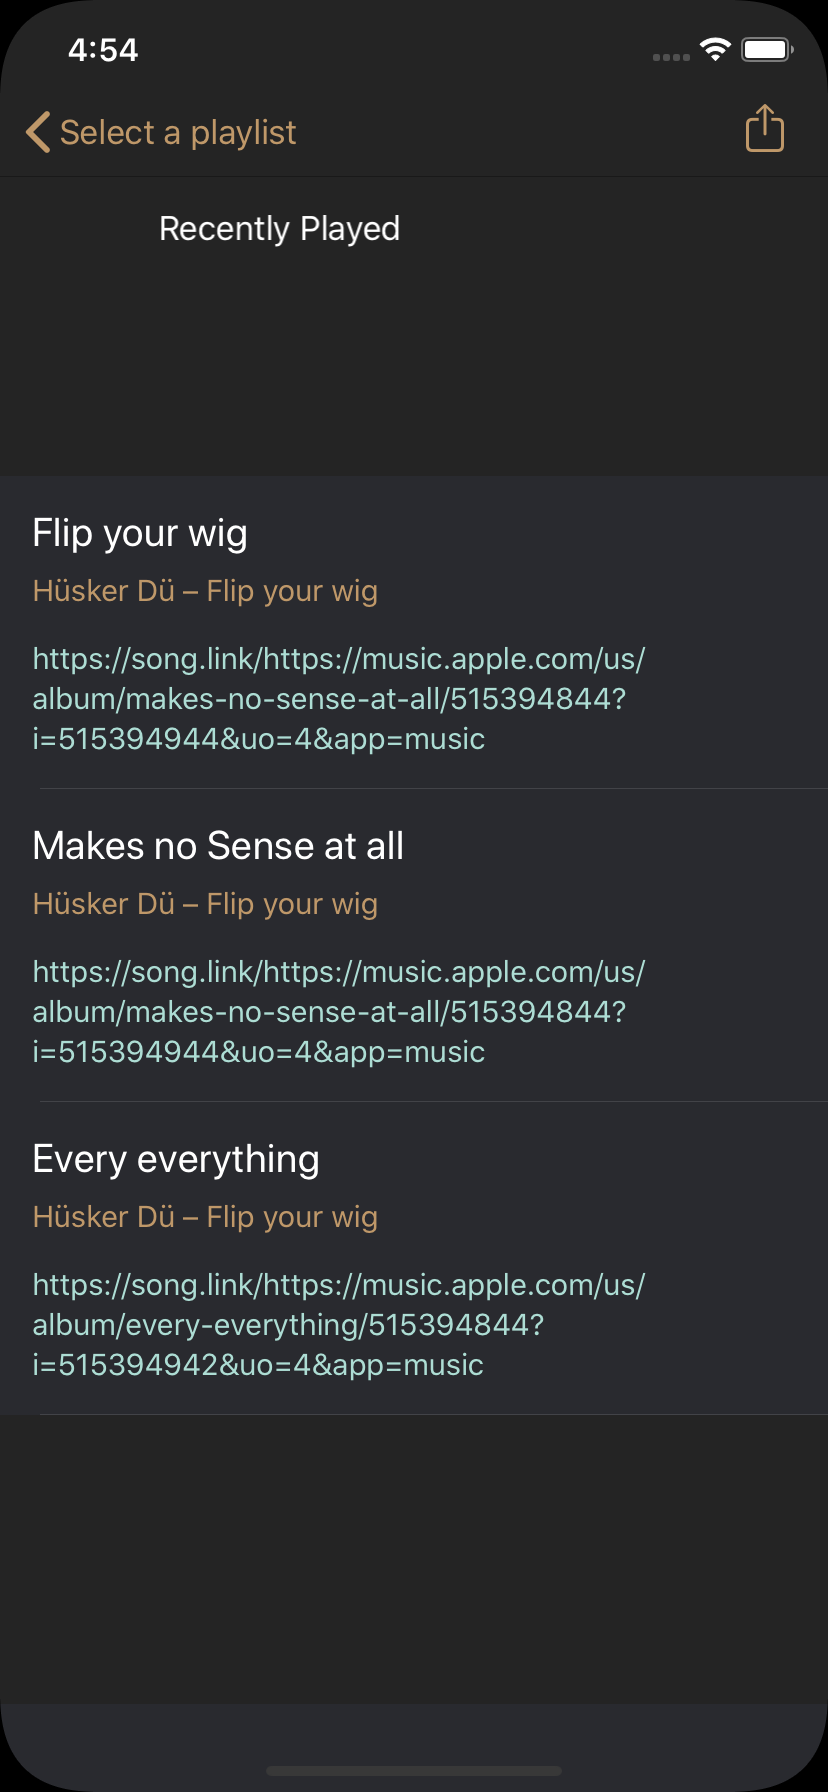 4:54
Select a playlist
Recently Played
Flip your wig
Hüsker Dü – Flip your wig
https://song.link/https://music.apple.com/us/
album/makes-no-sense-at-all/515394844?
i=515394944&uo=4&app=music
Makes no Sense at all
Hüsker Dü – Flip your wig
https://song.link/https://music.apple.com/us/
album/makes-no-sense-at-all/515394844?
i=515394944&uo=4&app=music
Every everything
Hüsker Dü – Flip your wig
https://song.link/https://music.apple.com/us/
album/every-everything/515394844?
i=515394942&uo=4&app=music